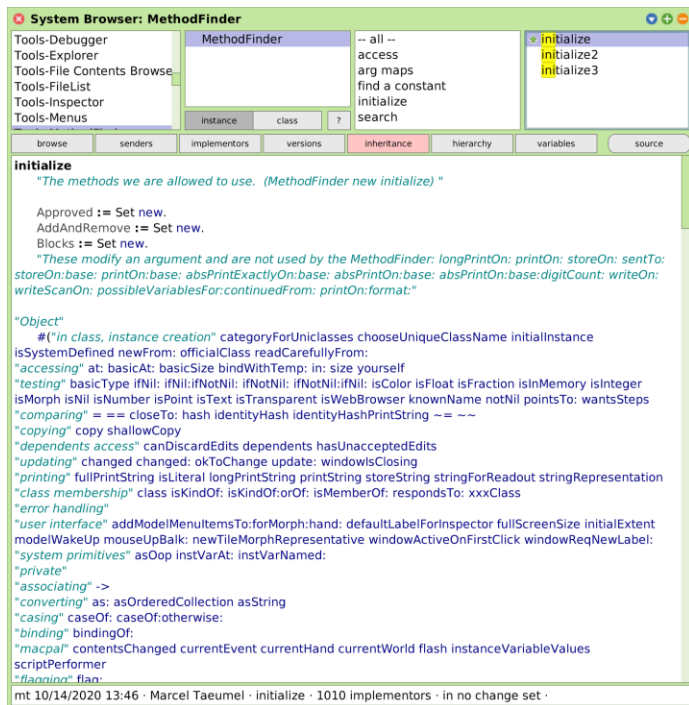 System Browser: MethodFinder
Tools-Debugger
Tools-Explorer
Tools-File Contents Browse
Tools-FileList
Tools-Inspector
Tools-Menus
MethodFinder
instance class ?
-- all --
access
arg maps
find a constant
initialize
search
initialize
initialize2
initialize3
browse senders implementors versions inheritance hierarchy variables source
initialize
"The methods we are allowed to use. (MethodFinder new initialize) "
Approved := Set new.
AddAndRemove := Set new.
Blocks := Set new.
"These modify an argument and are not used by the MethodFinder: longPrintOn: printOn: storeOn: sentTo:
storeOn:base: printOn:base: absPrintExactlyOn:base: absPrintOn:base: absPrintOn:base:digitCount: writeOn:
writeScanOn: possibleVariablesFor:continuedFrom: printOn:format:"
"Object"
#("in class, instance creation" categoryForUniclasses chooseUniqueClassName initialInstance
isSystemDefined newFrom: officialClass readCarefullyFrom:
"accessing" at: basicAt: basicSize bindWithTemp: in: size yourself
"testing" basicType ifNil: ifNil:ifNotNil: ifNotNil: ifNotNil:ifNil: isColor isFloat isFraction isInMemory isInteger
isMorph isNil isNumber isPoint isText isTransparent isWebBrowser knownName notNil pointsTo: wantsSteps
"comparing" = == closeTo: hash identityHash identityHashPrintString ~= ~~
"copying" copy shallowCopy
"dependents access" canDiscardEdits dependents hasUnacceptedEdits
"updating" changed changed: okToChange update: windowIsClosing
"printing" fullPrintString isLiteral longPrintString printString storeString stringForReadout stringRepresentation
"class membership" class isKindOf: isKindOf:orOf: isMemberOf: respondsTo: xxxClass
"error handling"
"user interface" addModelMenuItemsTo:forMorph:hand: defaultLabelForInspector fullScreenSize initialExtent
modelWakeUp mouseUpBalk: newTileMorphRepresentative windowActiveOnFirstClick windowReqNewLabel:
"system primitives" asOop instVarAt: instVarNamed:
"private"
"associating" ->
"converting" as: asOrderedCollection asString
"casing" caseOf: caseOf:otherwise:
"binding" bindingOf:
"macpal" contentsChanged currentEvent currentHand currentWorld flash instanceVariableValues
scriptPerformer
"flagging" flag:
mt 10/14/2020 13:46 · Marcel Taeumel · initialize · 1010 implementors · in no change set ·